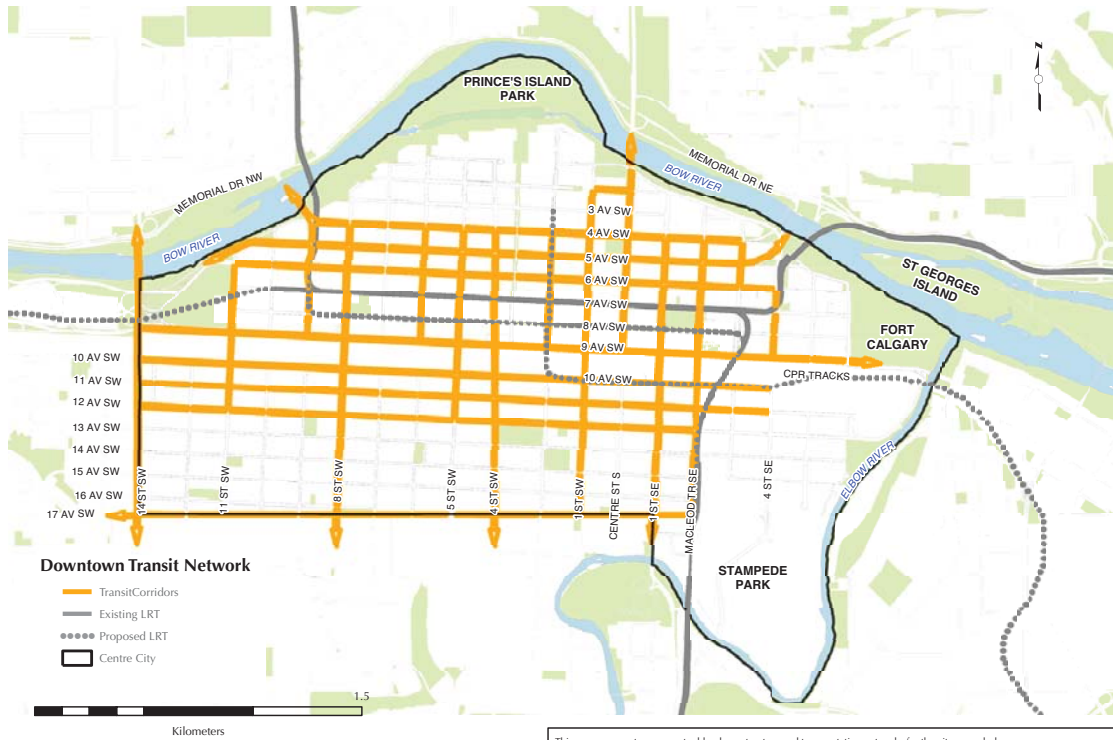 PRINCE'S ISLAND
PARK
N
MEMORIAL DR NW
MEMORIAL DR NE
BOW RIVER
BOW RIVER
3 AV SW
4 AV SW
5 AV SW
6 AV SW
7 AV SW
8 AV SW
9 AV SW
10 AV SW
ST GEORGES
ISLAND
FORT
CALGARY
CPR TRACKS
10 AV SW
11 AV SW
12 AV SW
13 AV SW
14 AV SW
15 AV SW
16 AV SW
17 AV SW
14 ST SW
11 ST SW
8 ST SW
5 ST SW
4 ST SW
1 ST SW
CENTRE ST S
1 ST SE
MACLEOD TR SE
4 ST SE
ELBOW RIVER
STAMPEDE
PARK
Downtown Transit Network
TransitCorridors
Existing LRT
Proposed LRT
Centre City
1.5
Kilometers